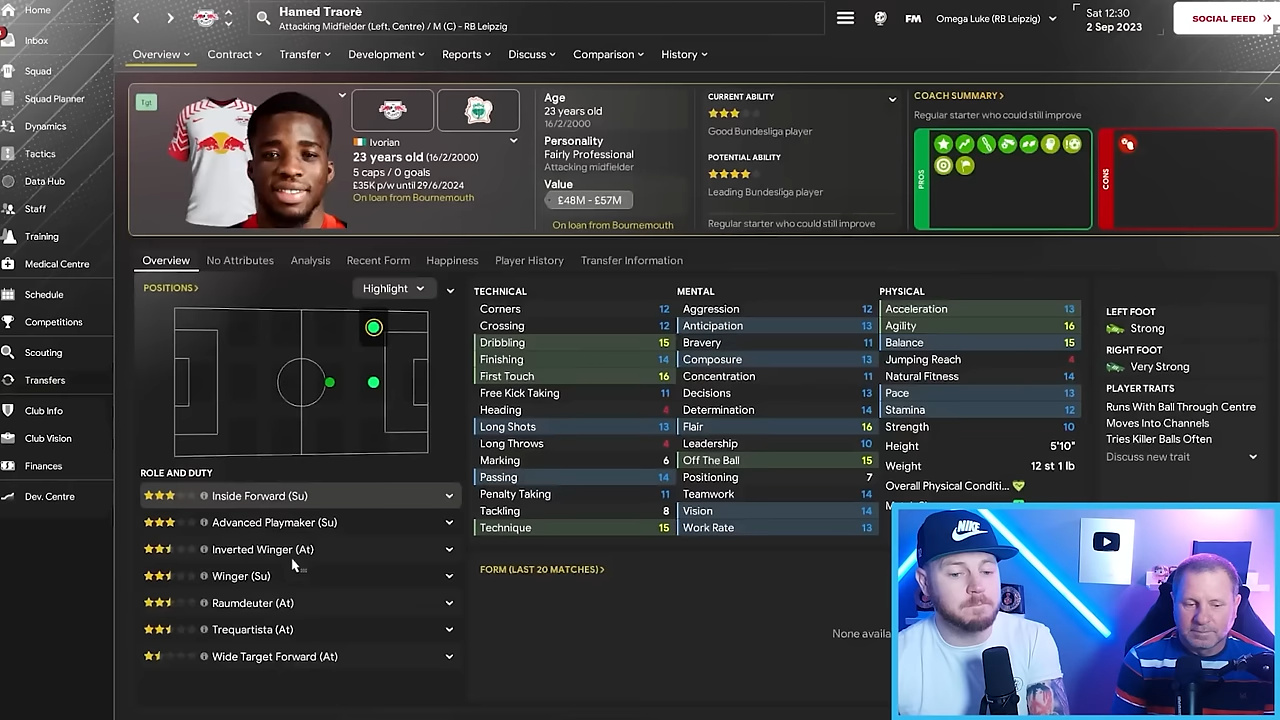 Home
Inbox
Squad
Squad Planner
Dynamics
Tactics
Data Hub
Staff
Training
Medical Centre
Schedule
Competitions
Scouting
Transfers
Club Info
Club Vision
Finances
Dev. Centre
Hamed Traorè
Attacking Midfielder (Left, Centre) / M (C) - RB Leipzig
FM
Omega Luke (RB Leipzig)
Sat 12:30
2 Sep 2023
SOCIAL FEED
Overview
Contract
Transfer
Development
Reports
Discuss
Comparison
History
1gt
Ivorian
23 years old (16/2/2000)
5 caps / 0 goals
£35K p/w until 29/6/2024
On loan from Bournemouth
Age
23 years old
16/2/2000
Personality
Fairly Professional
Attacking midfielder
Value
£48M - £57M
On loan from Bournemouth
CURRENT ABILITY
Good Bundesliga player
POTENTIAL ABILITY
Leading Bundesliga player
Regular starter who could still improve
COACH SUMMARY >
Regular starter who could still improve
PROS
CONS
Overview
No Attributes
Analysis
Recent Form
Happiness
Player History
Transfer Information
POSITIONS >
Highlight
ROLE AND DUTY
Inside Forward (Su)
Advanced Playmaker (Su)
Inverted Winger (At)
Winger (Su)
Raumdeuter (At)
Trequartista (At)
Wide Target Forward (At)
TECHNICAL
Corners 12
Crossing 12
Dribbling 15
Finishing 14
First Touch 16
Free Kick Taking 11
Heading 4
Long Shots 13
Long Throws 4
Marking 6
Passing 14
Penalty Taking 11
Tackling 8
Technique 15
MENTAL
Aggression 12
Anticipation 13
Bravery 11
Composure 13
Concentration 11
Decisions 13
Determination 14
Flair 16
Leadership 10
Off The Ball 15
Positioning 7
Teamwork 14
Vision 14
Work Rate 13
PHYSICAL
Acceleration 13
Agility 16
Balance 15
Jumping Reach 4
Natural Fitness 14
Pace 13
Stamina 12
Strength 10
Height 5'10"
Weight 12 st 1 lb
Overall Physical Conditi...
LEFT FOOT
Strong
RIGHT FOOT
Very Strong
PLAYER TRAITS
Runs With Ball Through Centre
Moves Into Channels
Tries Killer Balls Often
Discuss new trait
FORM (LAST 20 MATCHES) >
None availa
NIKE